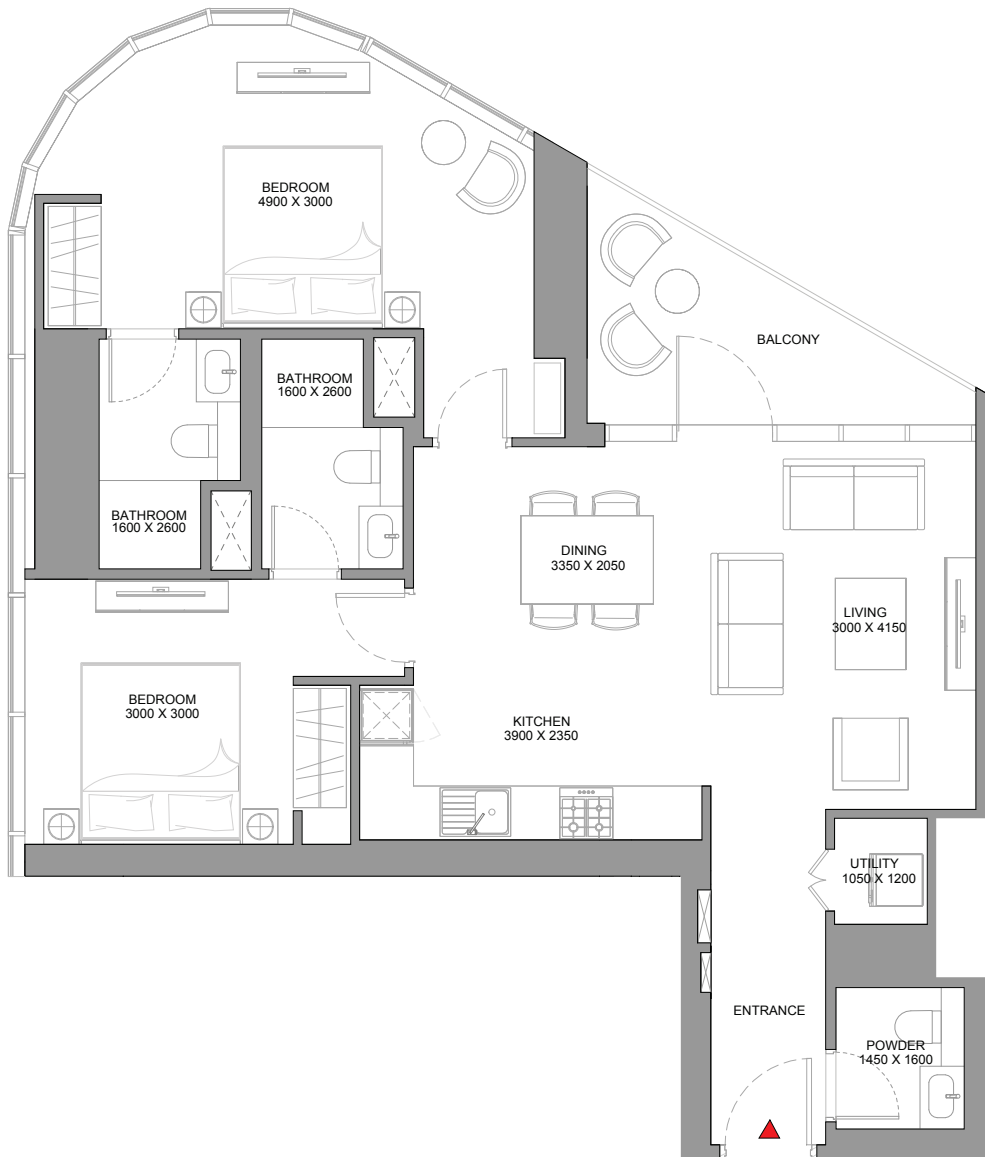 BEDROOM
4900 X 3000
BALCONY
BATHROOM
1600 X 2600
BATHROOM
1600 X 2600
DINING
3350 X 2050
LIVING
3000 X 4150
BEDROOM
3000 X 3000
KITCHEN
3900 X 2350
UTILITY
1050 X 1200
ENTRANCE
POWDER
1450 X 1600